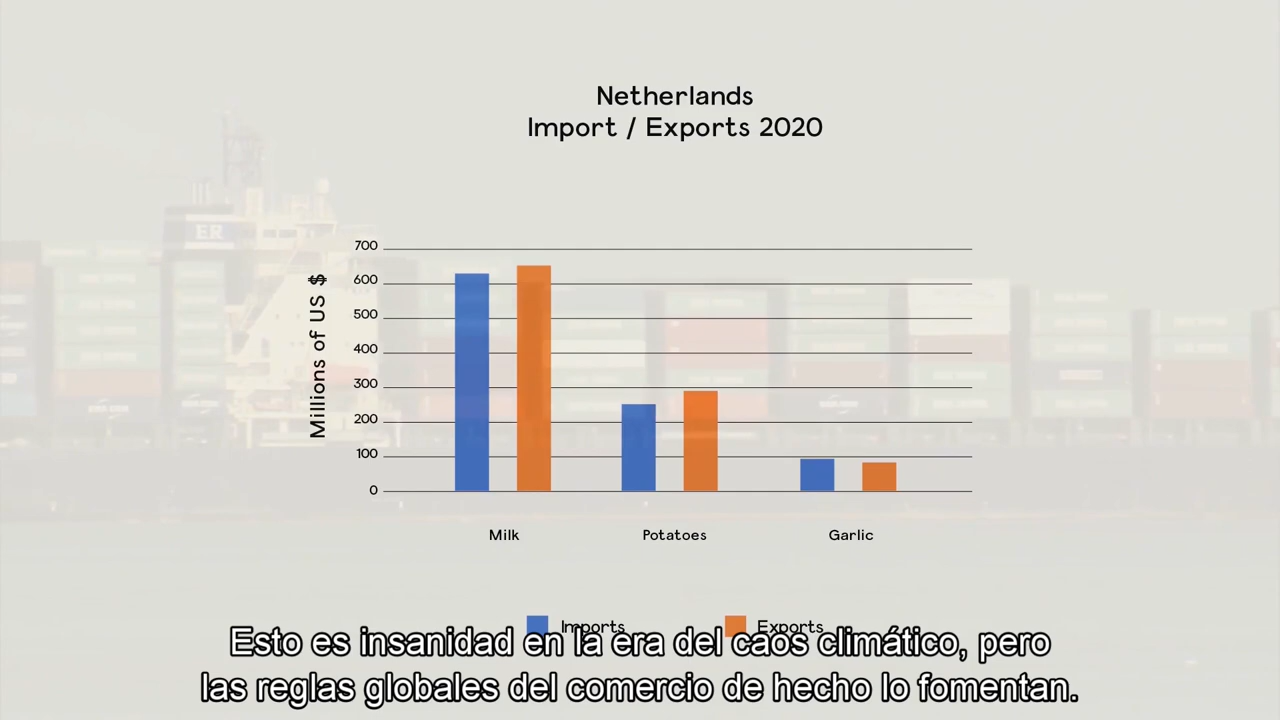 Netherlands
Import / Exports 2020
Millions of US $
700
600
500
400
300
200
100
0
Milk Potatoes Garlic
Imports Exports
Esto es insanidad en la era del caos climático, pero
las reglas globales del comercio de hecho lo fomentan.
ER